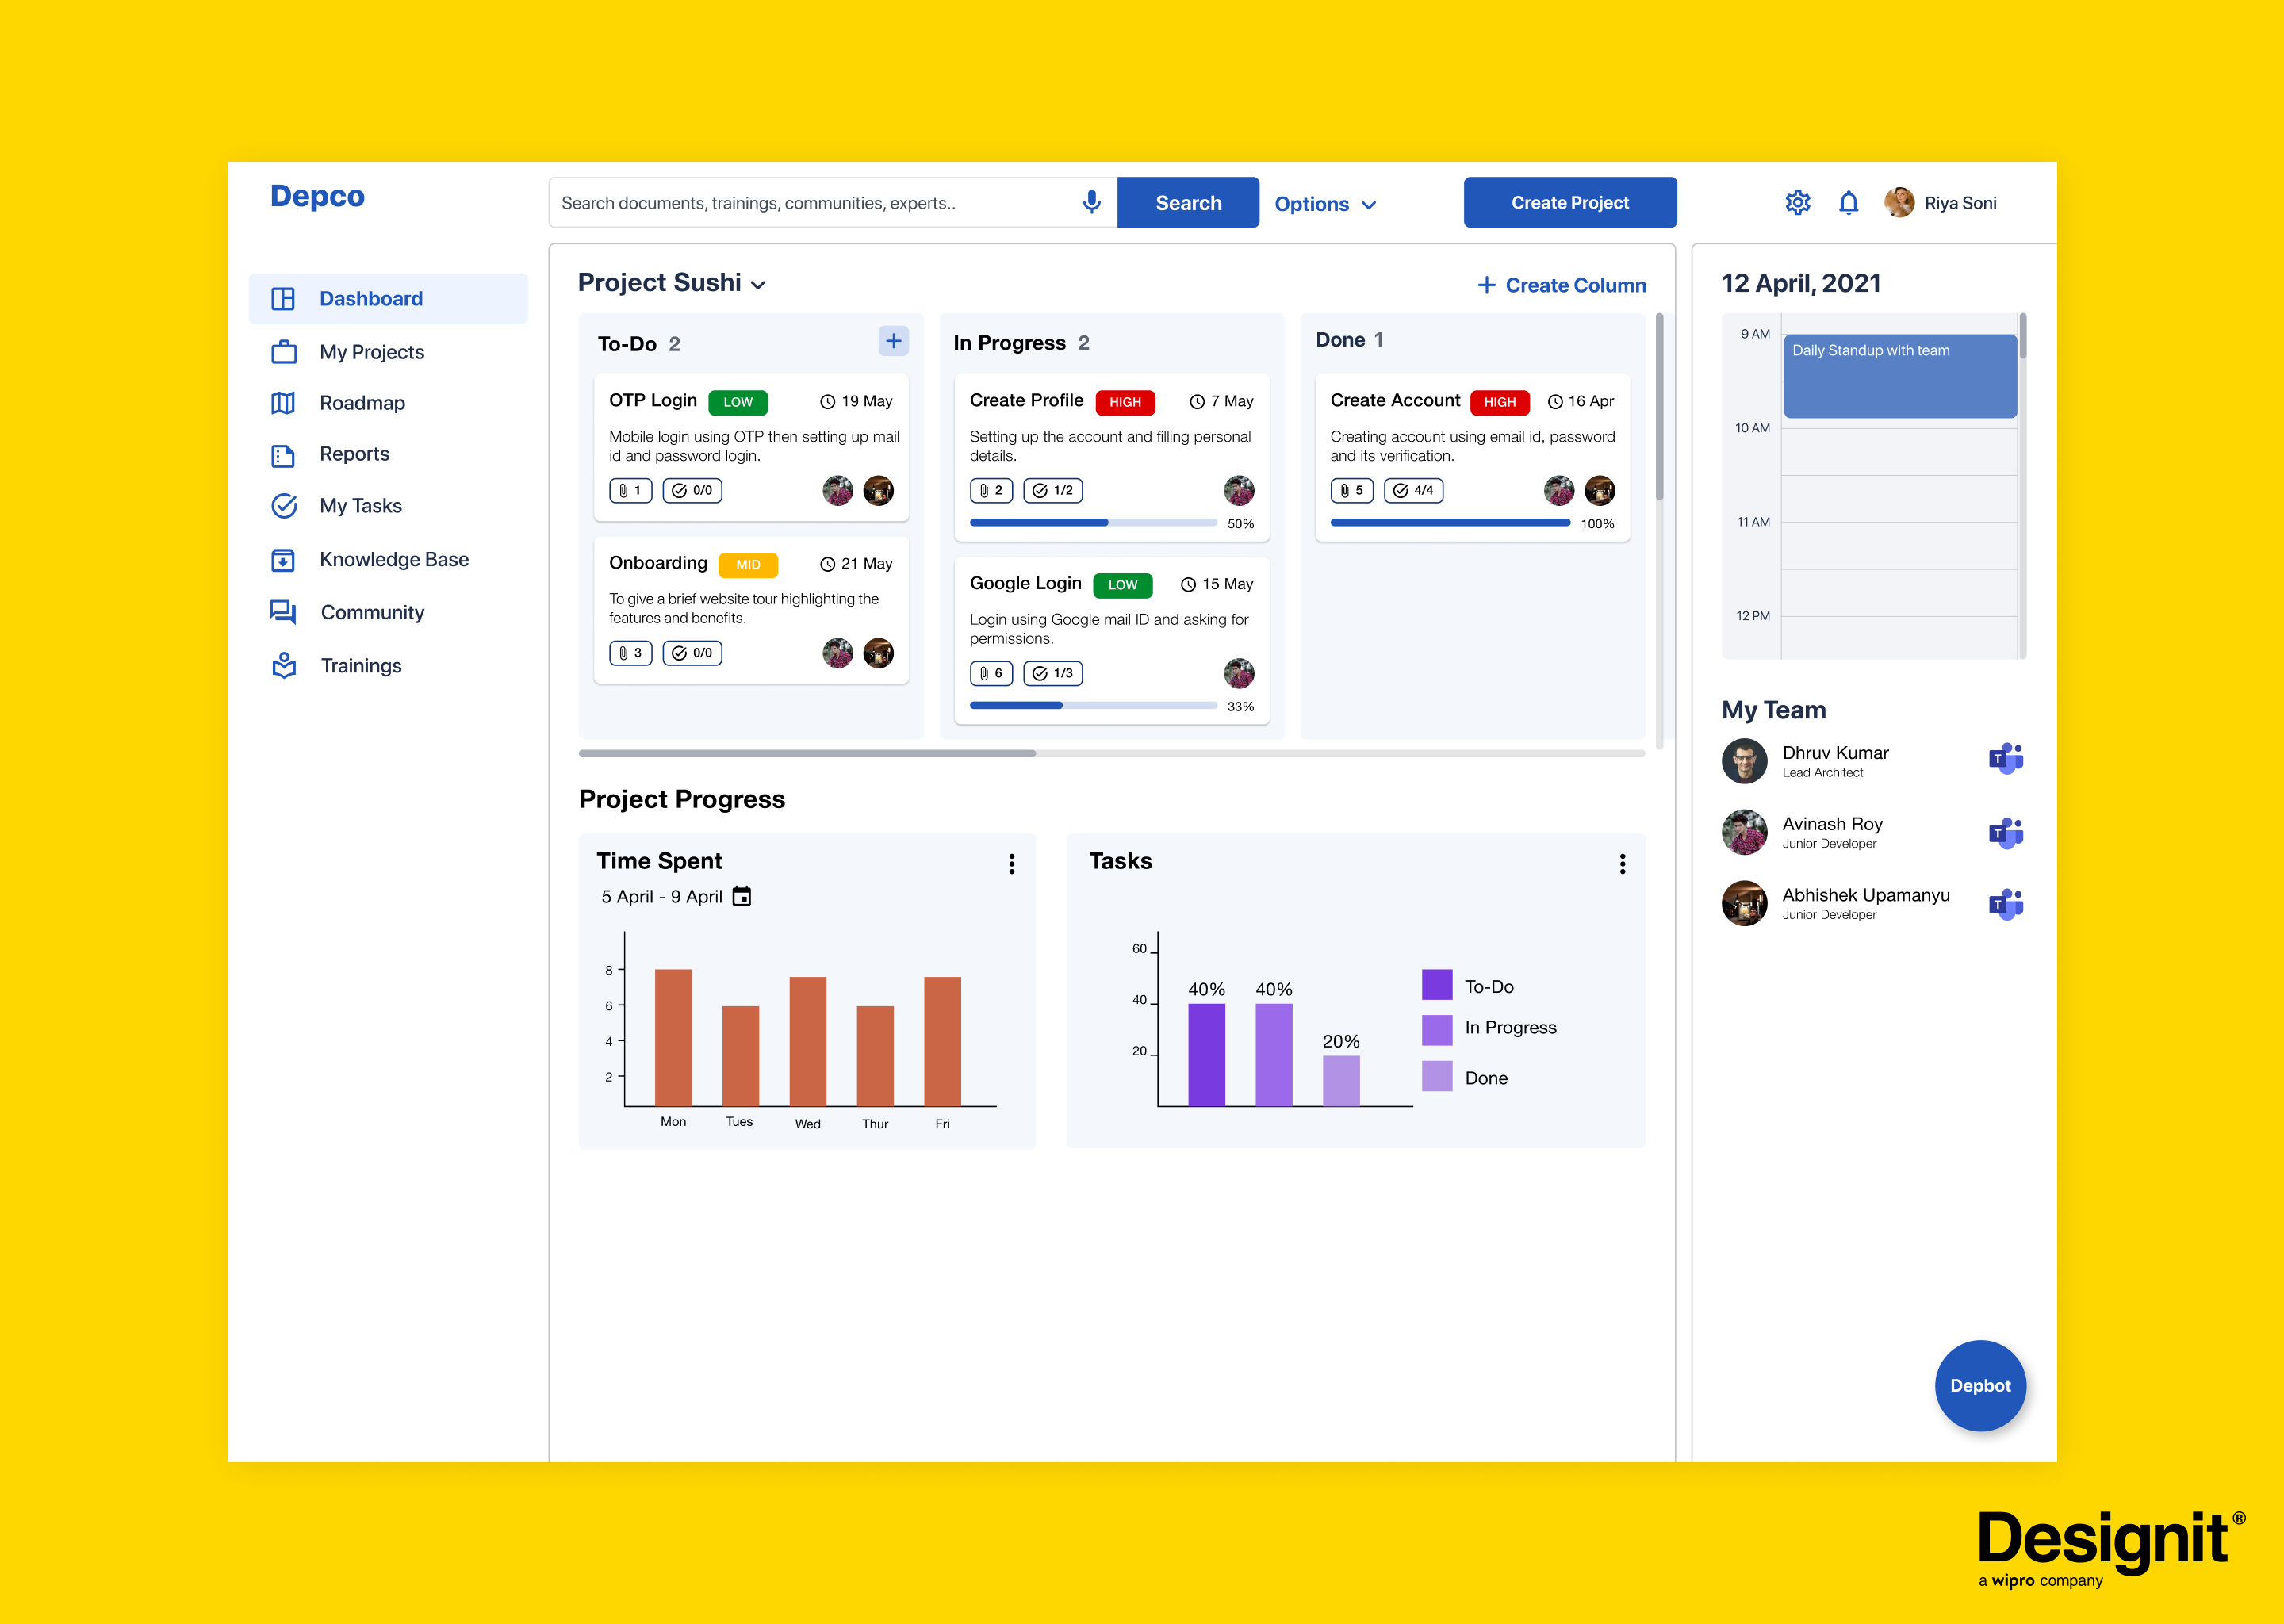 Depco
Search documents, trainings, communities, experts..
Search
Options
Create Project
Riya Soni
Dashboard
My Projects
Roadmap
Reports
My Tasks
Knowledge Base
Community
Trainings
Project Sushi
+ Create Column
To-Do 2
+
OTP Login LOW 19 May
Mobile login using OTP then setting up mail
id and password login.
1 0/0
Onboarding MID 21 May
To give a brief website tour highlighting the
features and benefits.
3 0/0
In Progress 2
Create Profile HIGH 7 May
Setting up the account and filling personal
details.
2 1/2
50%
Google Login LOW 15 May
Login using Google mail ID and asking for
permissions.
6 1/3
33%
Done 1
Create Account HIGH 16 Apr
Creating account using email id, password
and its verification.
5 4/4
100%
Project Progress
Time Spent
5 April - 9 April
8
6
4
2
Mon Tues Wed Thur Fri
Tasks
60
40
20
40% 40% 20%
To-Do
In Progress
Done
12 April, 2021
9 AM
Daily Standup with team
10 AM
11 AM
12 PM
My Team
Dhruv Kumar
Lead Architect
T
Avinash Roy
Junior Developer
T
Abhishek Upamanyu
Junior Developer
T
Depbot
Designit®
a wipro company